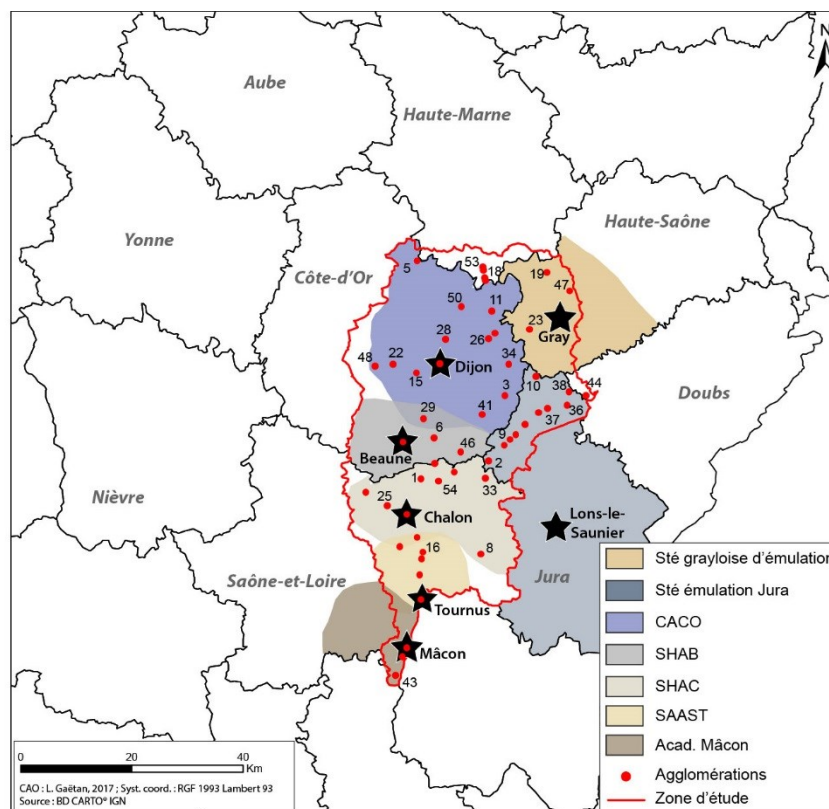 N
Aube
Haute-Marne
Haute-Saône
Yonne
Côte-d'Or
53
5
18
19
47
50
11
23
Gray
28
26
48
22
15
Dijon
34
Doubs
10
38
44
3
29
41
37
36
6
9
Beaune
46
2
Nièvre
1
54
33
25
Chalon
Lons-le-
Saunier
16
8
Saône-et-Loire
Jura
Tournus
Mâcon
43
Sté grayloise d'émulation
Sté émulation Jura
CACO
SHAB
SHAC
SAAST
Acad. Mâcon
Agglomérations
Zone d'étude
0 20 40
Km
CAO : L. Gaëtan, 2017 ; Syst. coord. : RGF 1993 Lambert 93
Source : BD CARTO® IGN